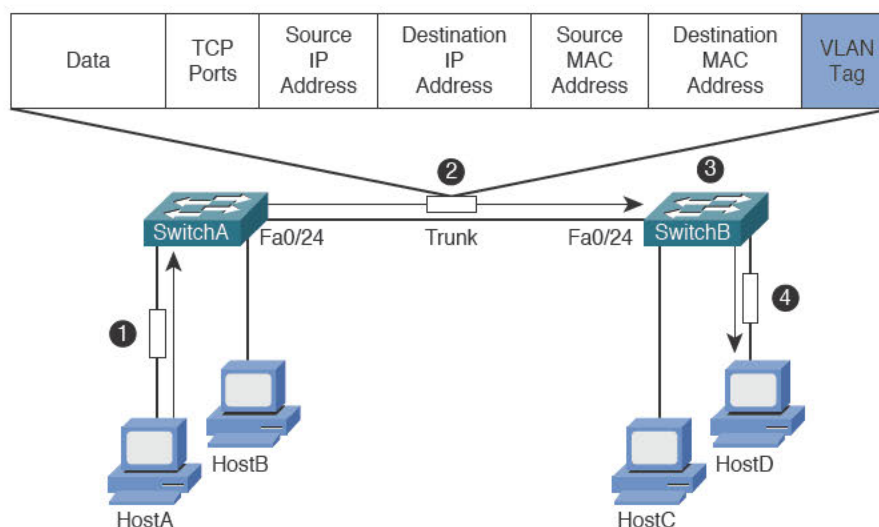 Data
TCP
Ports
Source
IP
Address
Destination
IP
Address
Source
MAC
Address
Destination
MAC
Address
VLAN
Tag
2
3
SwitchA
Fa0/24
Trunk
Fa0/24
SwitchB
1
4
HostB
HostD
HostA
HostC